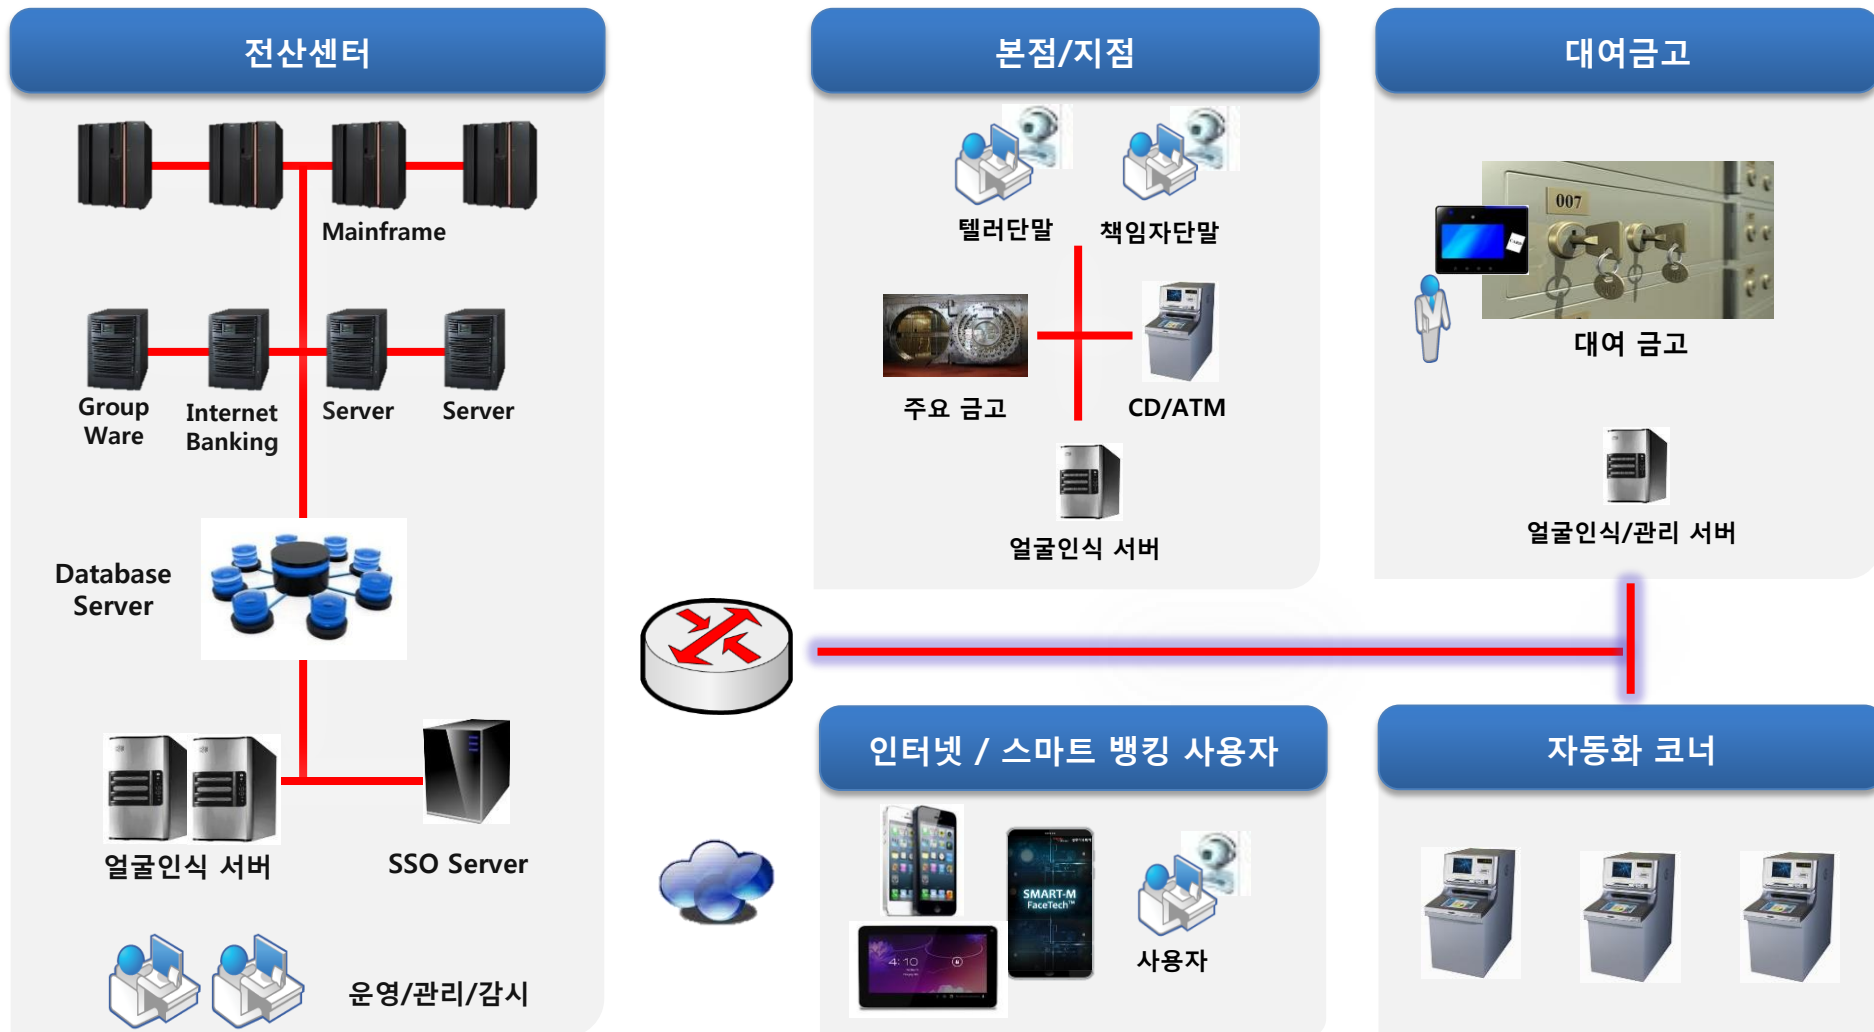 전산센터
Mainframe
Group
Ware
Internet
Banking
Server
Server
Database
Server
얼굴인식 서버
SSO Server
운영/관리/감시
본점/지점
텔러단말
책임자단말
주요 금고
CD/ATM
얼굴인식 서버
대여금고
007
대여 금고
얼굴인식/관리 서버
인터넷 / 스마트 뱅킹 사용자
SMART-M
FaceTech™
4:10
사용자
자동화 코너